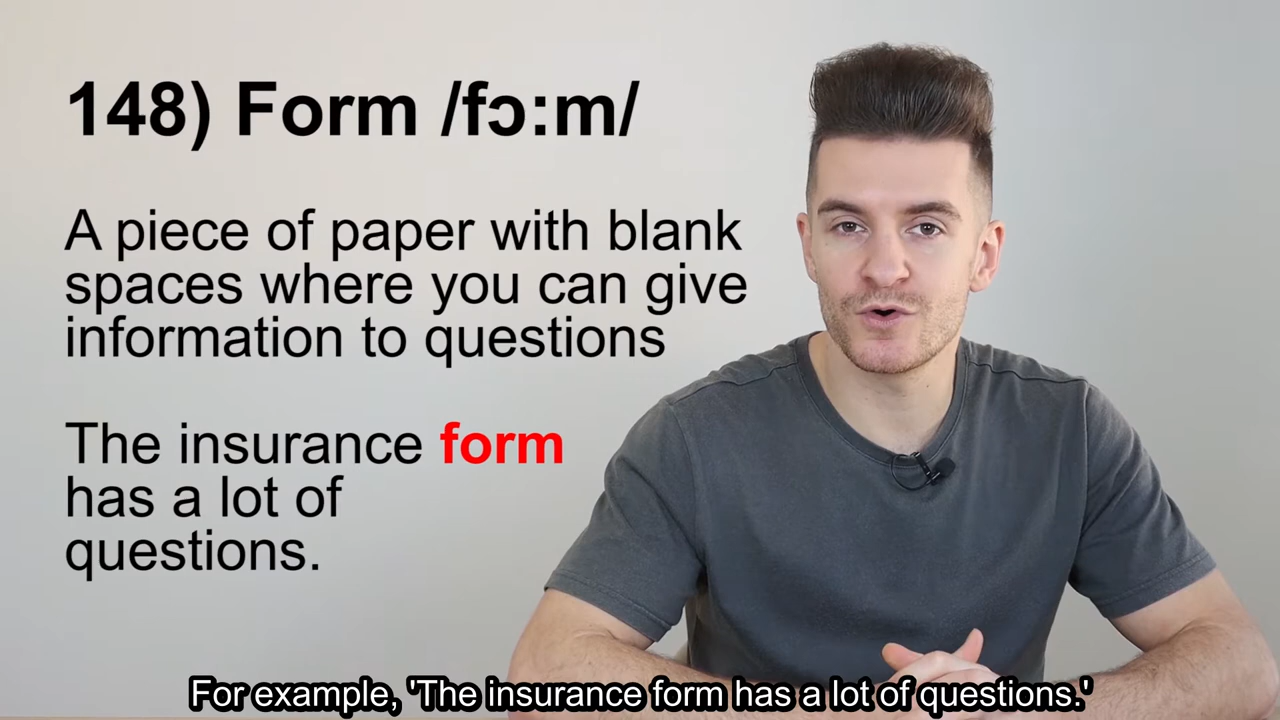 148) Form /fɔ:m/
A piece of paper with blank
spaces where you can give
information to questions
The insurance form
has a lot of
questions.
For example, 'The insurance form has a lot of questions.'